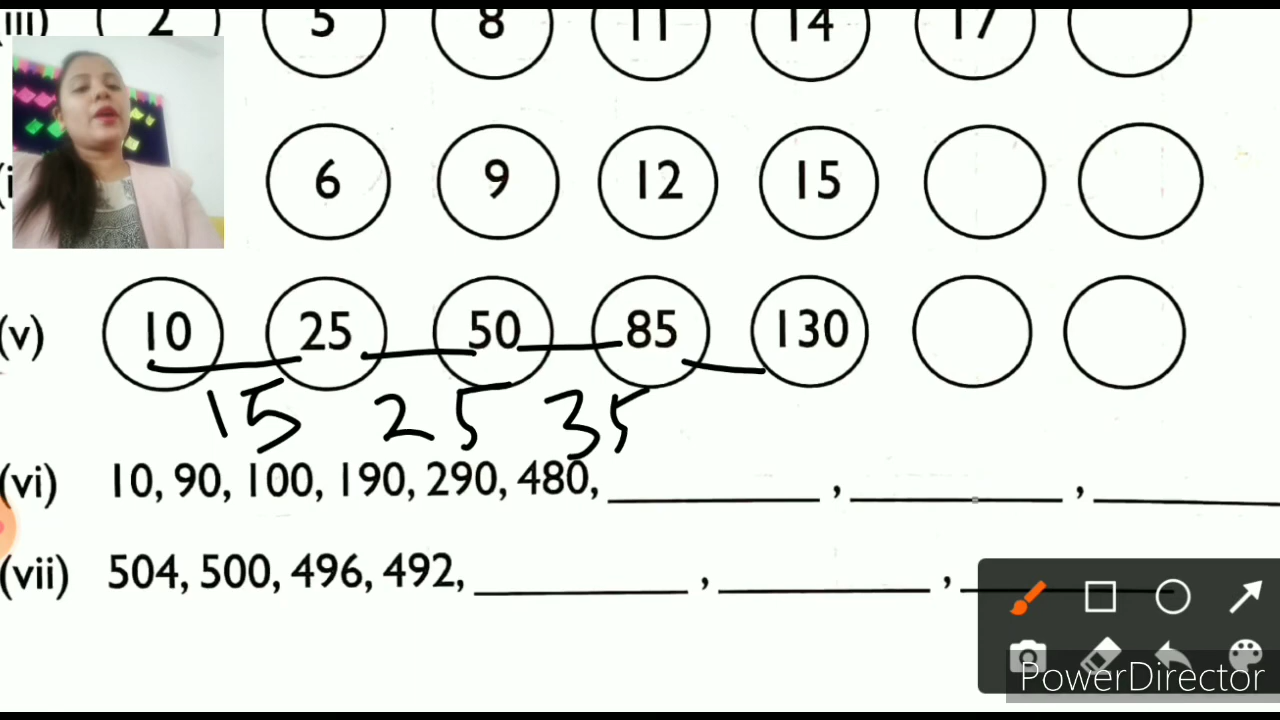 (iii) 2 5 8 11 14 17
6 9 12 15
(v) 10 25 50 85 130
15 25 35
(vi) 10, 90, 100, 190, 290, 480, ________ , ________ , ________
(vii) 504, 500, 496, 492, ________ , ________ , ________
PowerDirector